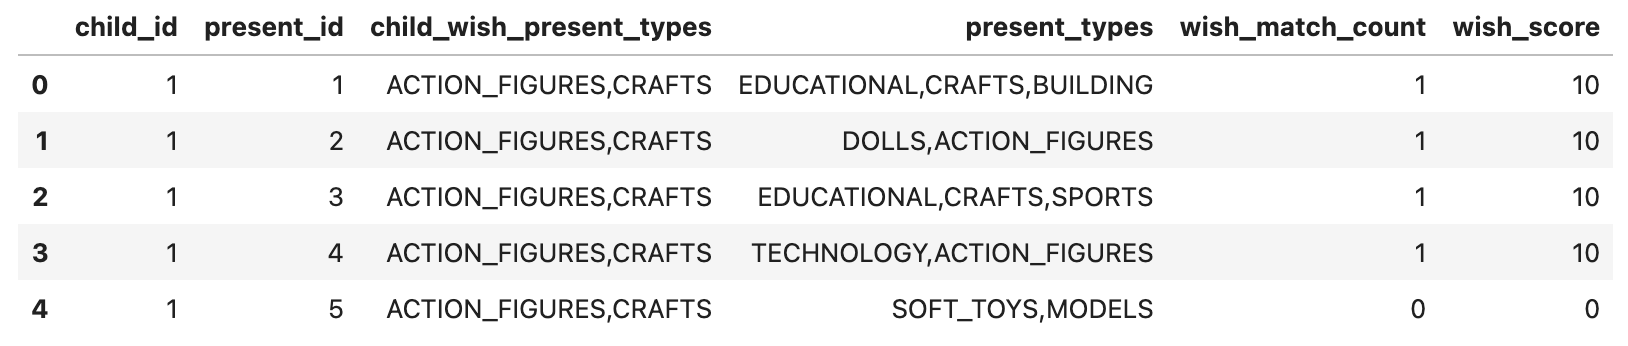 child_id present_id child_wish_present_types present_types wish_match_count wish_score
0 1 1 ACTION_FIGURES,CRAFTS EDUCATIONAL,CRAFTS,BUILDING 1 10
1 1 2 ACTION_FIGURES,CRAFTS DOLLS,ACTION_FIGURES 1 10
2 1 3 ACTION_FIGURES,CRAFTS EDUCATIONAL,CRAFTS,SPORTS 1 10
3 1 4 ACTION_FIGURES,CRAFTS TECHNOLOGY,ACTION_FIGURES 1 10
4 1 5 ACTION_FIGURES,CRAFTS SOFT_TOYS,MODELS 0 0